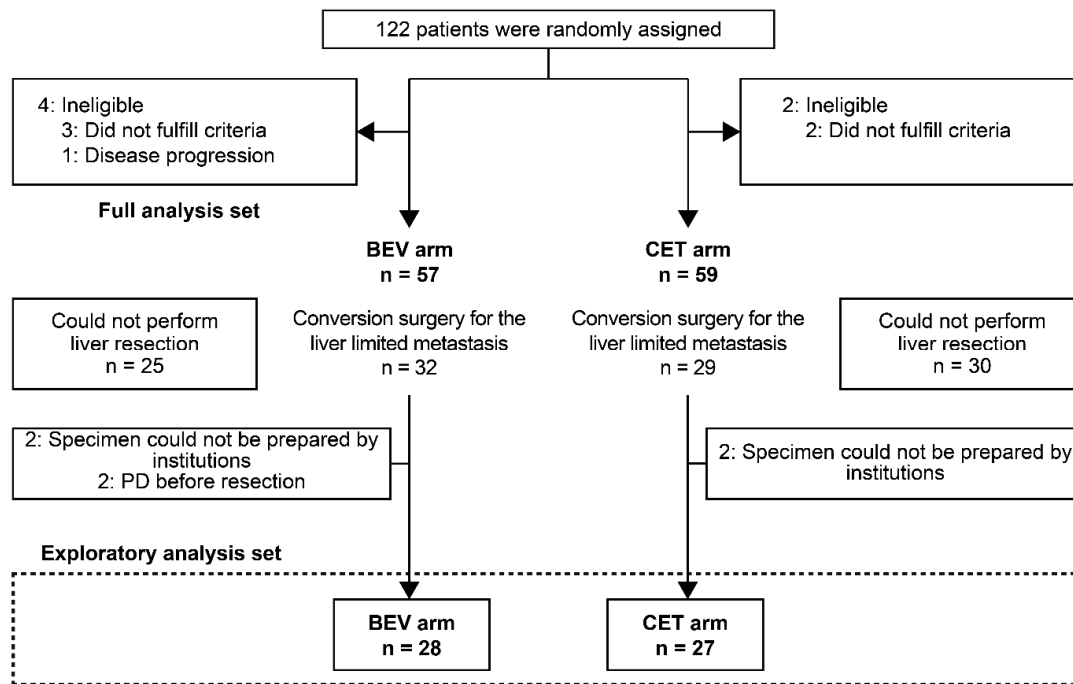 122 patients were randomly assigned
4: Ineligible
3: Did not fulfill criteria
1: Disease progression
2: Ineligible
2: Did not fulfill criteria
Full analysis set
BEV arm
n = 57
CET arm
n = 59
Could not perform
liver resection
n = 25
Conversion surgery for the
liver limited metastasis
n = 32
Conversion surgery for the
liver limited metastasis
n = 29
Could not perform
liver resection
n = 30
2: Specimen could not be prepared by
institutions
2: PD before resection
2: Specimen could not be prepared by
institutions
Exploratory analysis set
BEV arm
n = 28
CET arm
n = 27